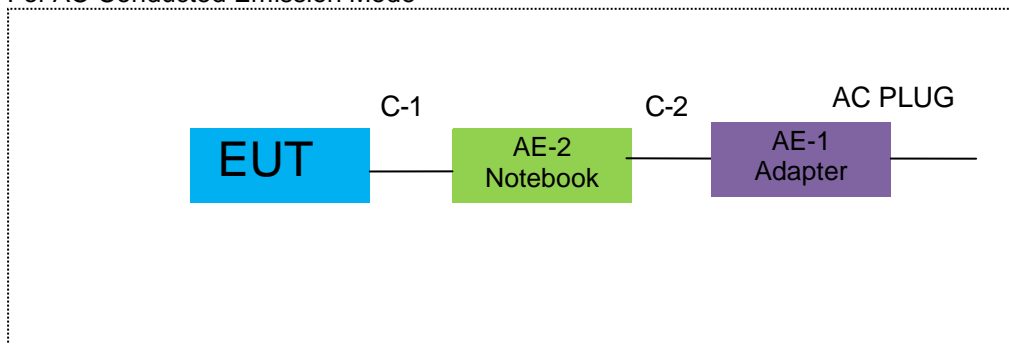 For AC Conducted Emission Mode
C-1
C-2
AC PLUG
EUT
AE-2
Notebook
AE-1
Adapter